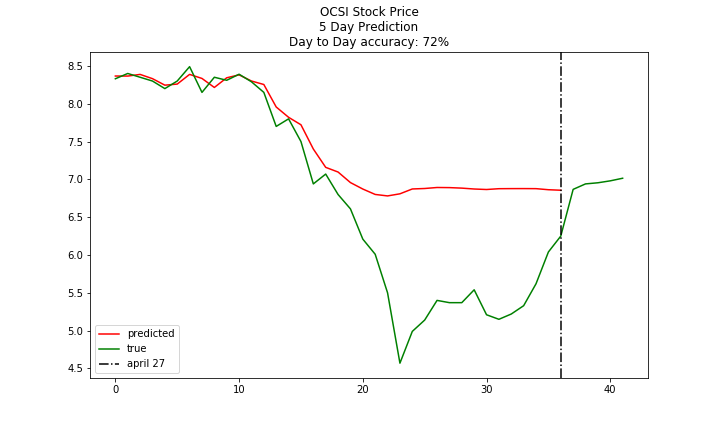 OCSI Stock Price
5 Day Prediction
Day to Day accuracy: 72%
8.5
8.0
7.5
7.0
6.5
6.0
5.5
5.0
4.5
predicted
true
april 27
0
10
20
30
40